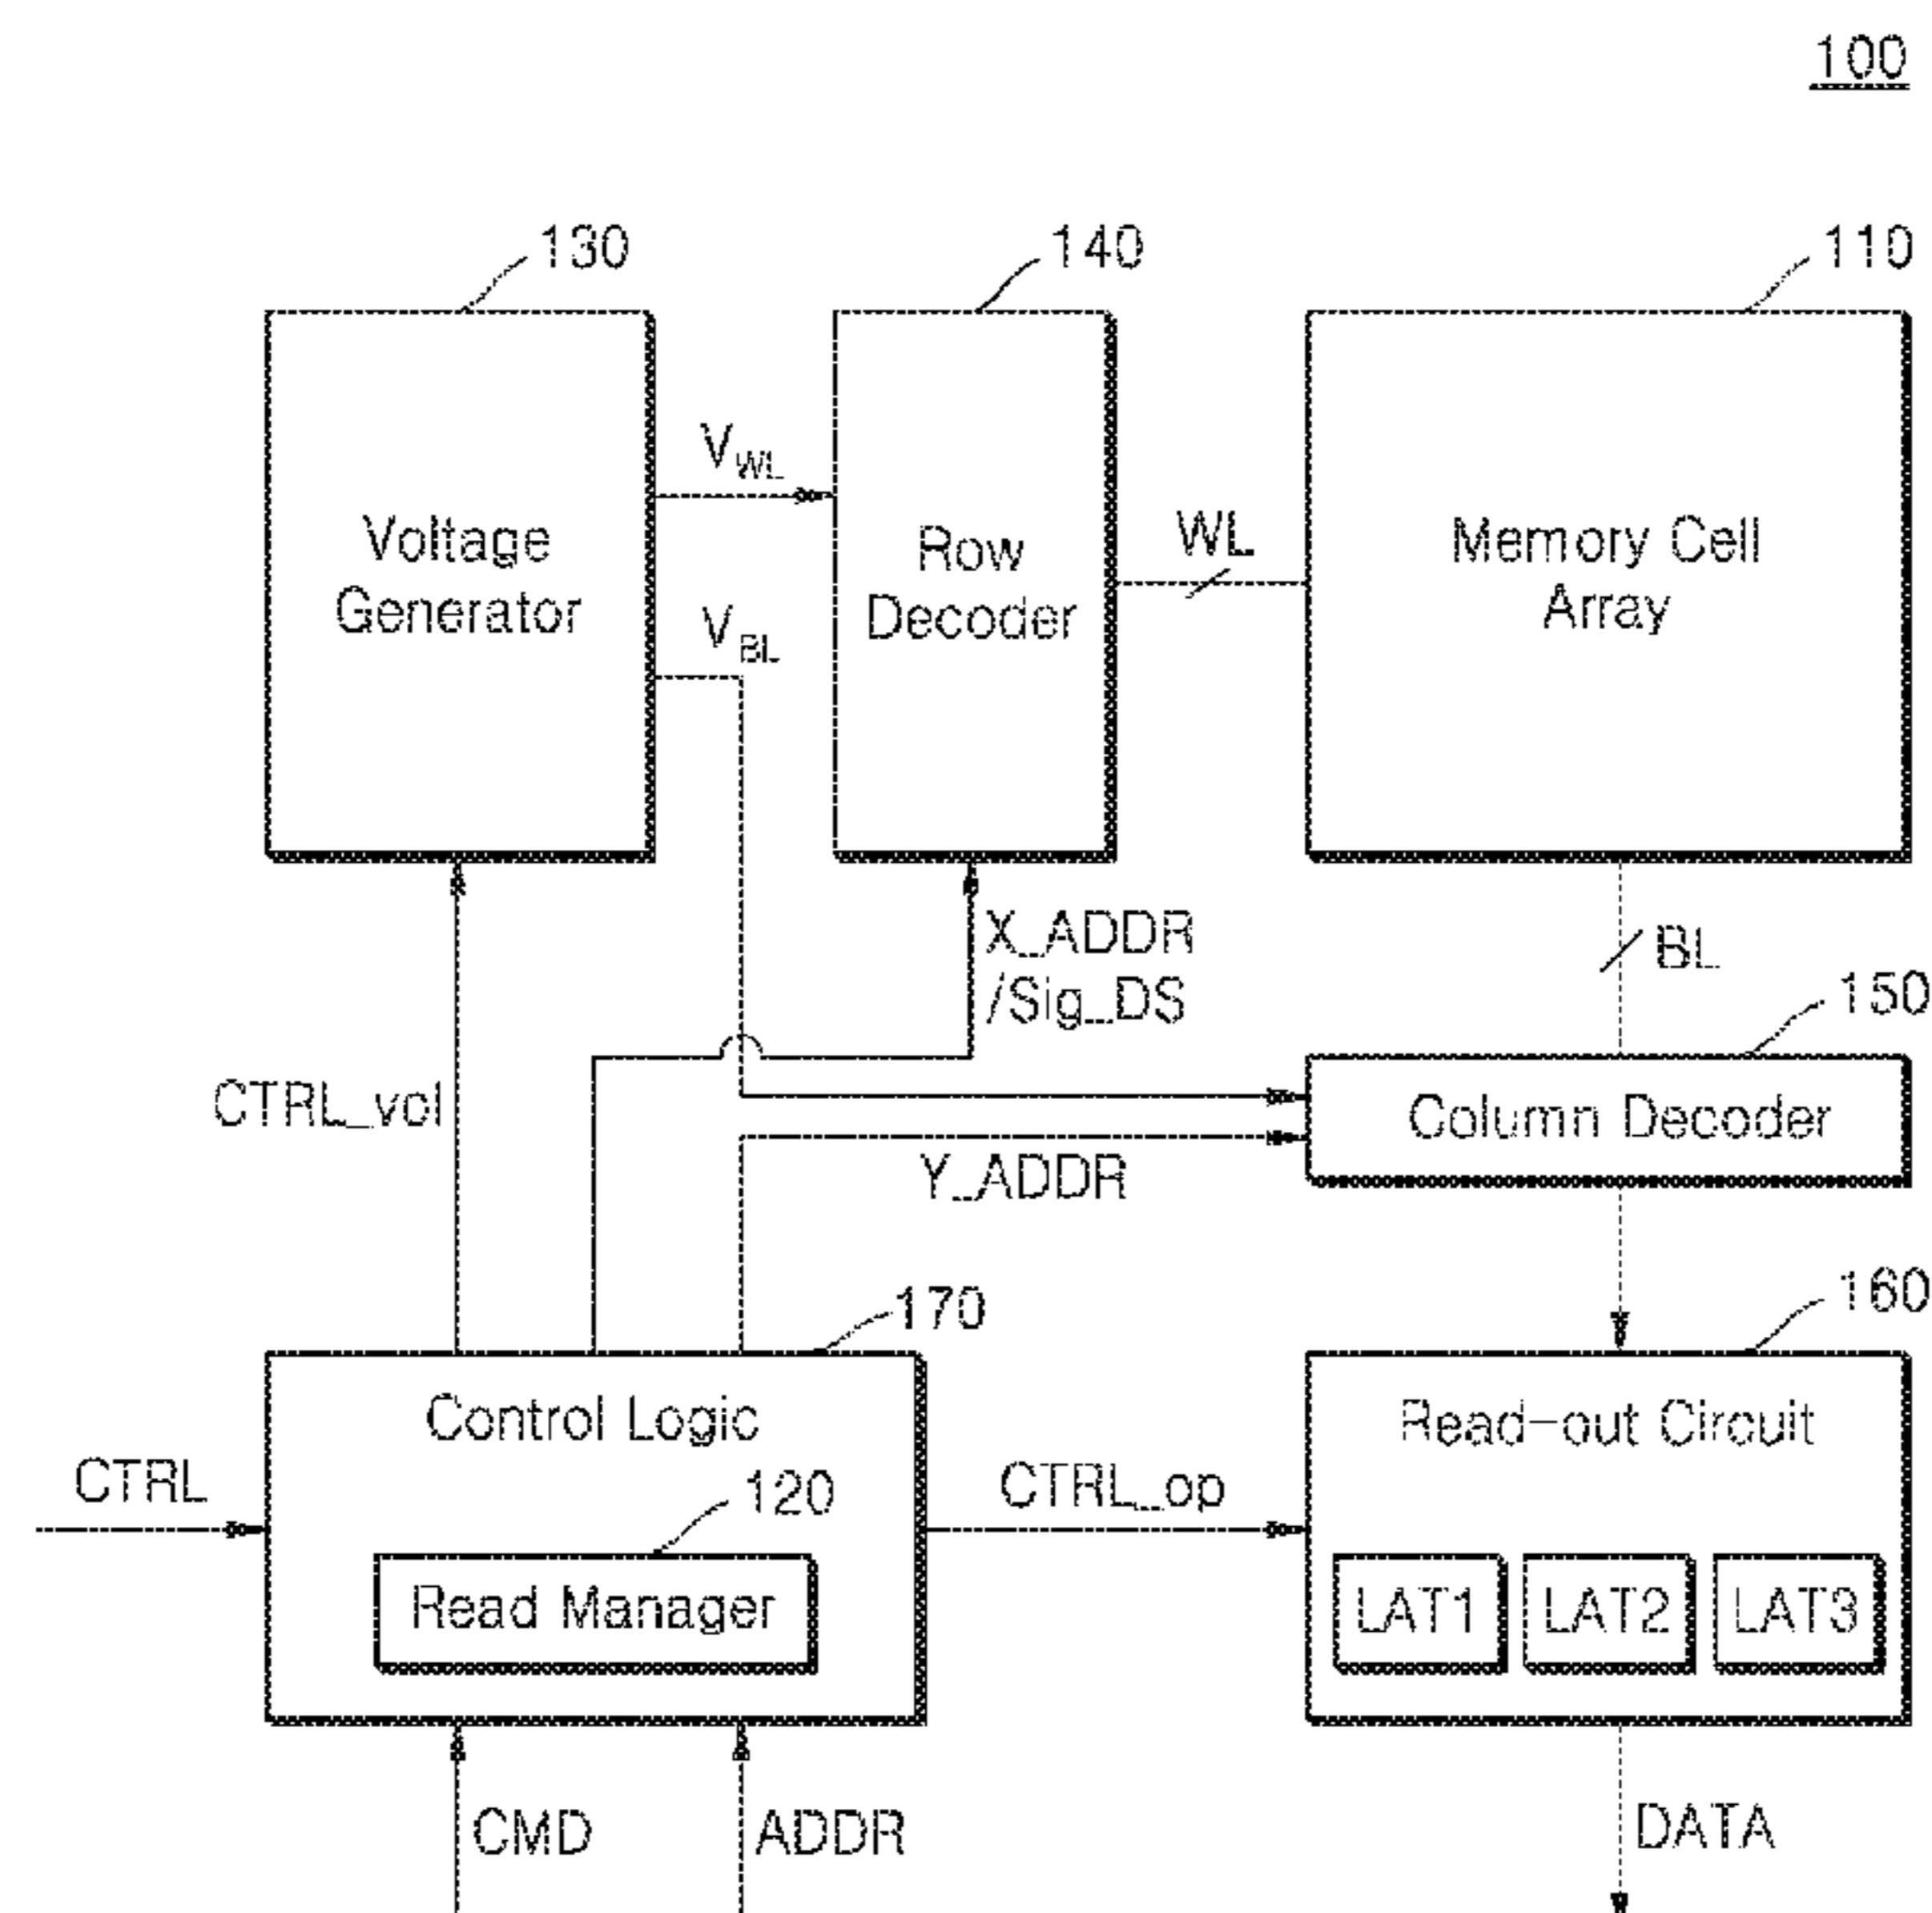 100
130
140
110
Voltage
Generator
V_WL
V_BL
Row
Decoder
WL
Memory Cell
Array
X_ADDR
/Sig_DS
BL
150
CTRL_vol
Column Decoder
Y_ADDR
170
160
Control Logic
Read-out Circuit
CTRL
120
CTRL_op
Read Manager
LAT1 LAT2 LAT3
CMD
ADDR
DATA